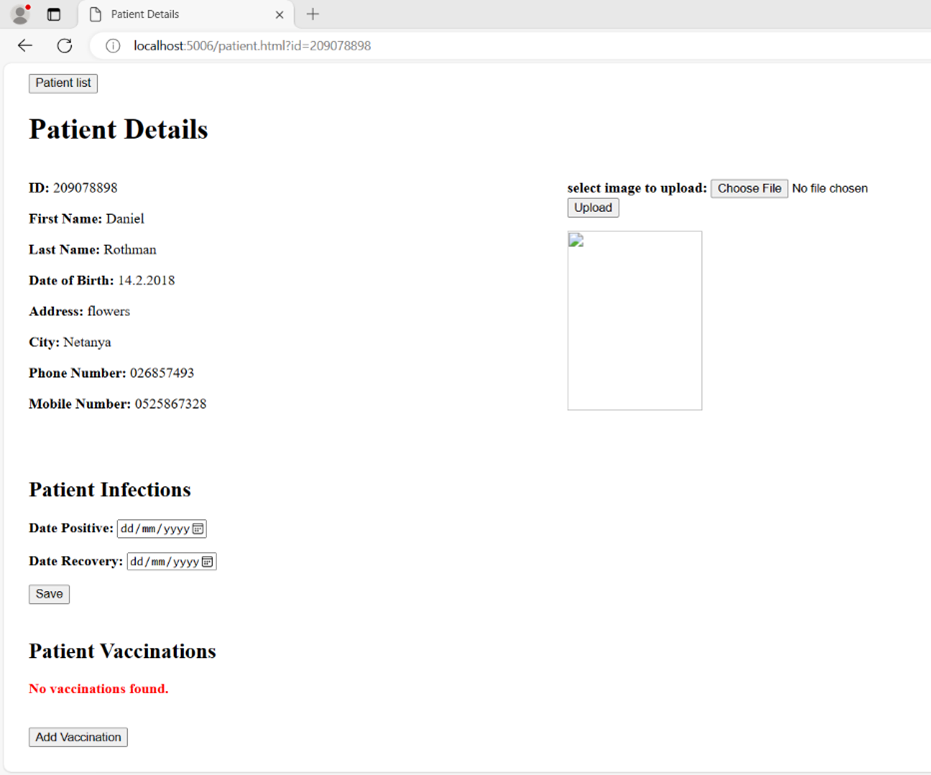 Patient Details
localhost:5006/patient.html?id=209078898
Patient list
Patient Details
ID: 209078898
First Name: Daniel
Last Name: Rothman
Date of Birth: 14.2.2018
Address: flowers
City: Netanya
Phone Number: 026857493
Mobile Number: 0525867328
select image to upload: Choose File No file chosen
Upload
Patient Infections
Date Positive: dd/mm/yyyy
Date Recovery: dd/mm/yyyy
Save
Patient Vaccinations
No vaccinations found.
Add Vaccination